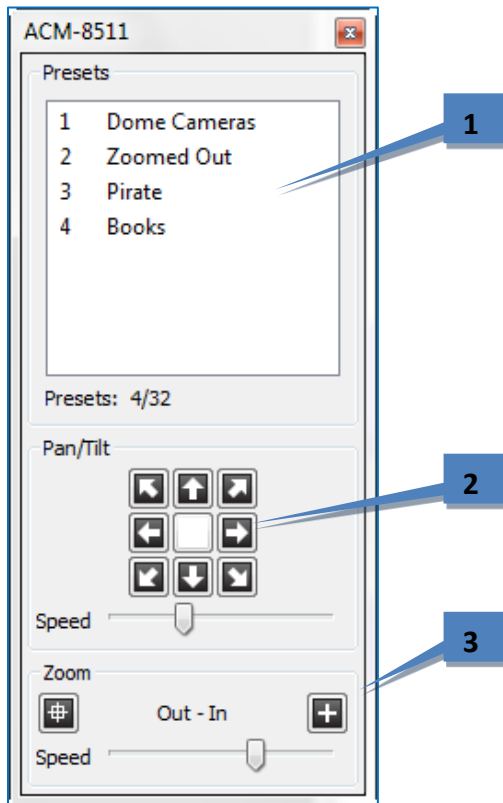 ACM-8511
Presets
1 Dome Cameras
2 Zoomed Out
3 Pirate
4 Books
1
Presets: 4/32
Pan/Tilt
2
Speed
3
Zoom
Out - In
Speed